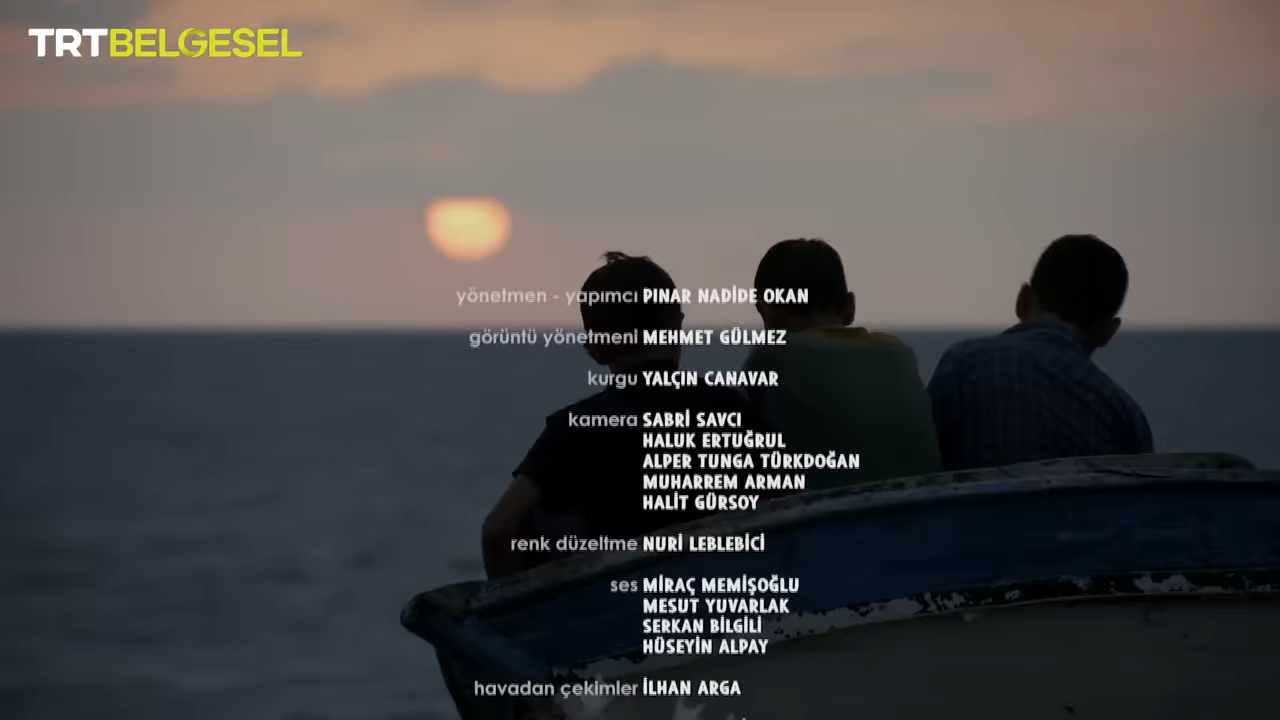 TRTBELGESEL
yönetmen - yapımcı PINAR NADİDE OKAN
görüntü yönetmeni MEHMET GÜLMEZ
kurgu YALÇIN CANAVAR
kamera SABRİ SAVCI
HALUK ERTUĞRUL
ALPER TUNGA TÜRKDOĞAN
MUHARREM ARMAN
HALİT GÜRSOY
renk düzeltme NURİ LEBLEBİCİ
ses MİRAÇ MEMİŞOĞLU
MESUT YUVARLAK
SERKAN BİLGİLİ
HÜSEYİN ALPAY
havadan çekimler İLHAN ARGA